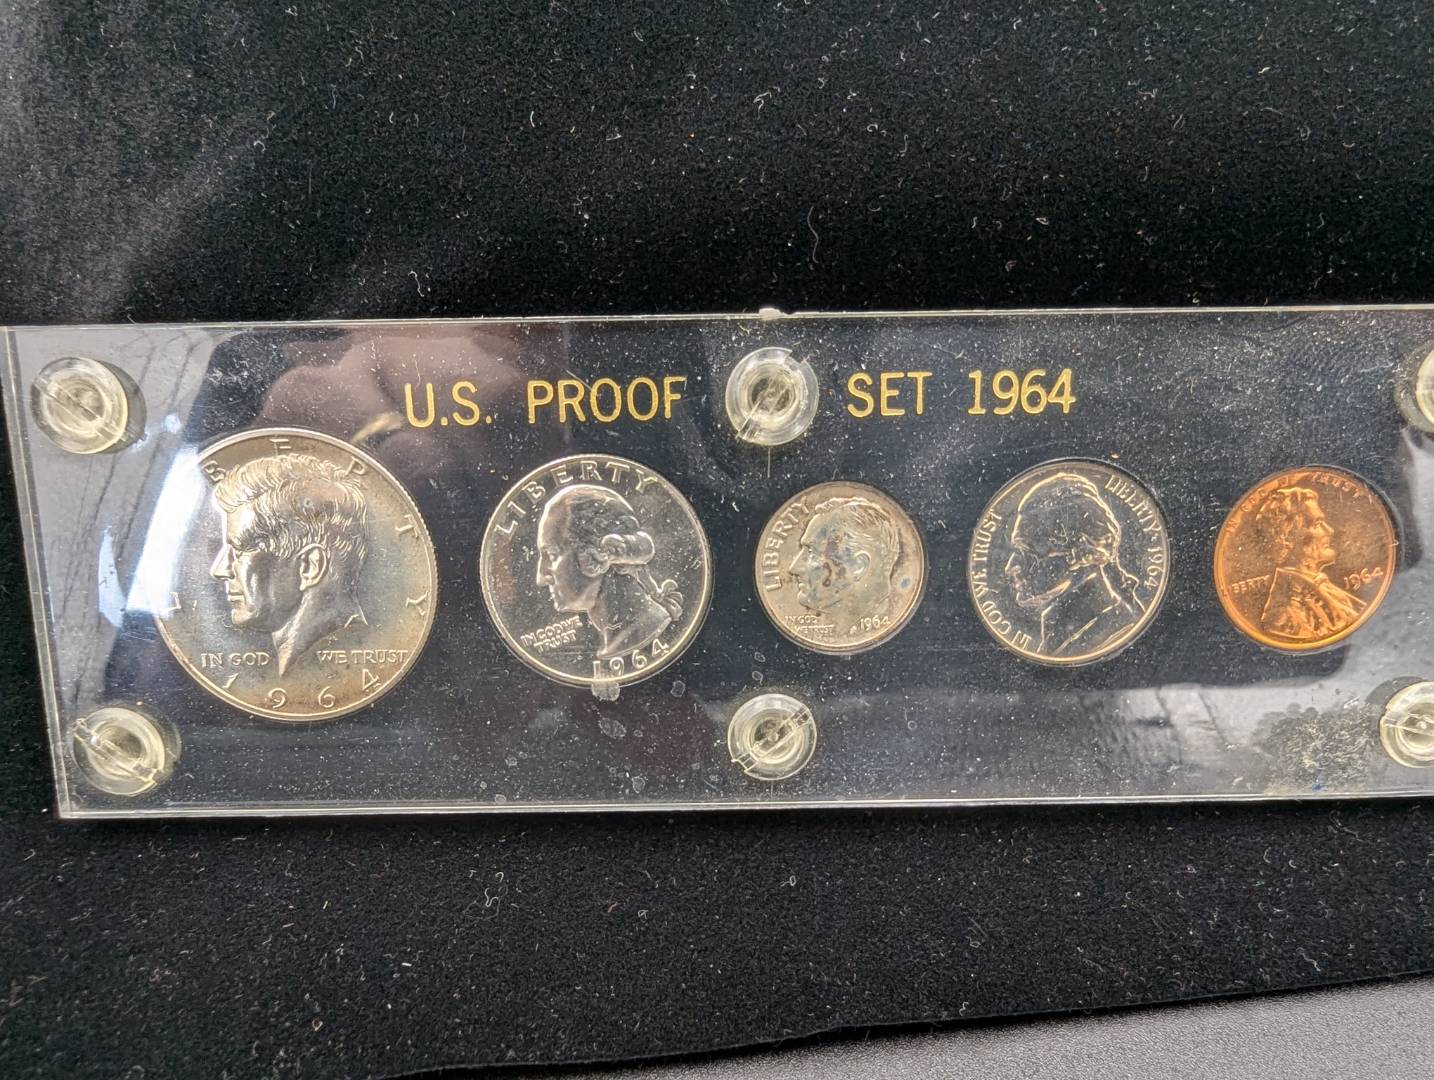 U.S. PROOF SET 1964
LIBERTY
IN GOD WE TRUST
1964
LIBERTY
IN GOD WE
TRUST
1964
LIBERTY
IN GOD
WE TRUST
1964
IN GOD WE TRUST
LIBERTY 1964
IN GOD WE TRUST
LIBERTY
1964